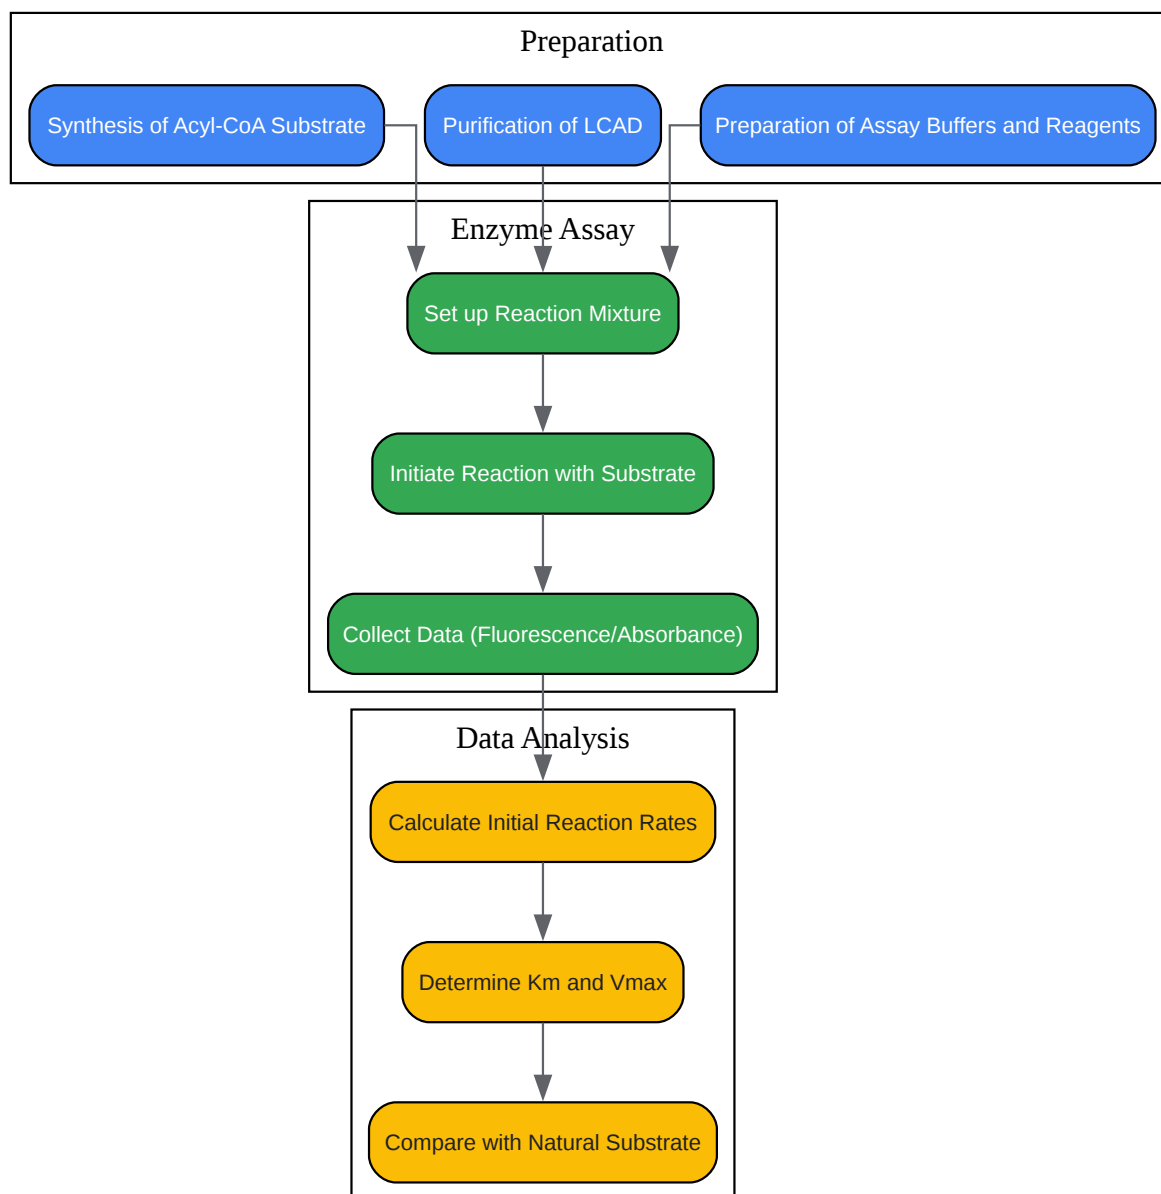 Preparation
Synthesis of Acyl-CoA Substrate
Purification of LCAD
Preparation of Assay Buffers and Reagents
Enzyme Assay
Set up Reaction Mixture
Initiate Reaction with Substrate
Collect Data (Fluorescence/Absorbance)
Data Analysis
Calculate Initial Reaction Rates
Determine Km and Vmax
Compare with Natural Substrate